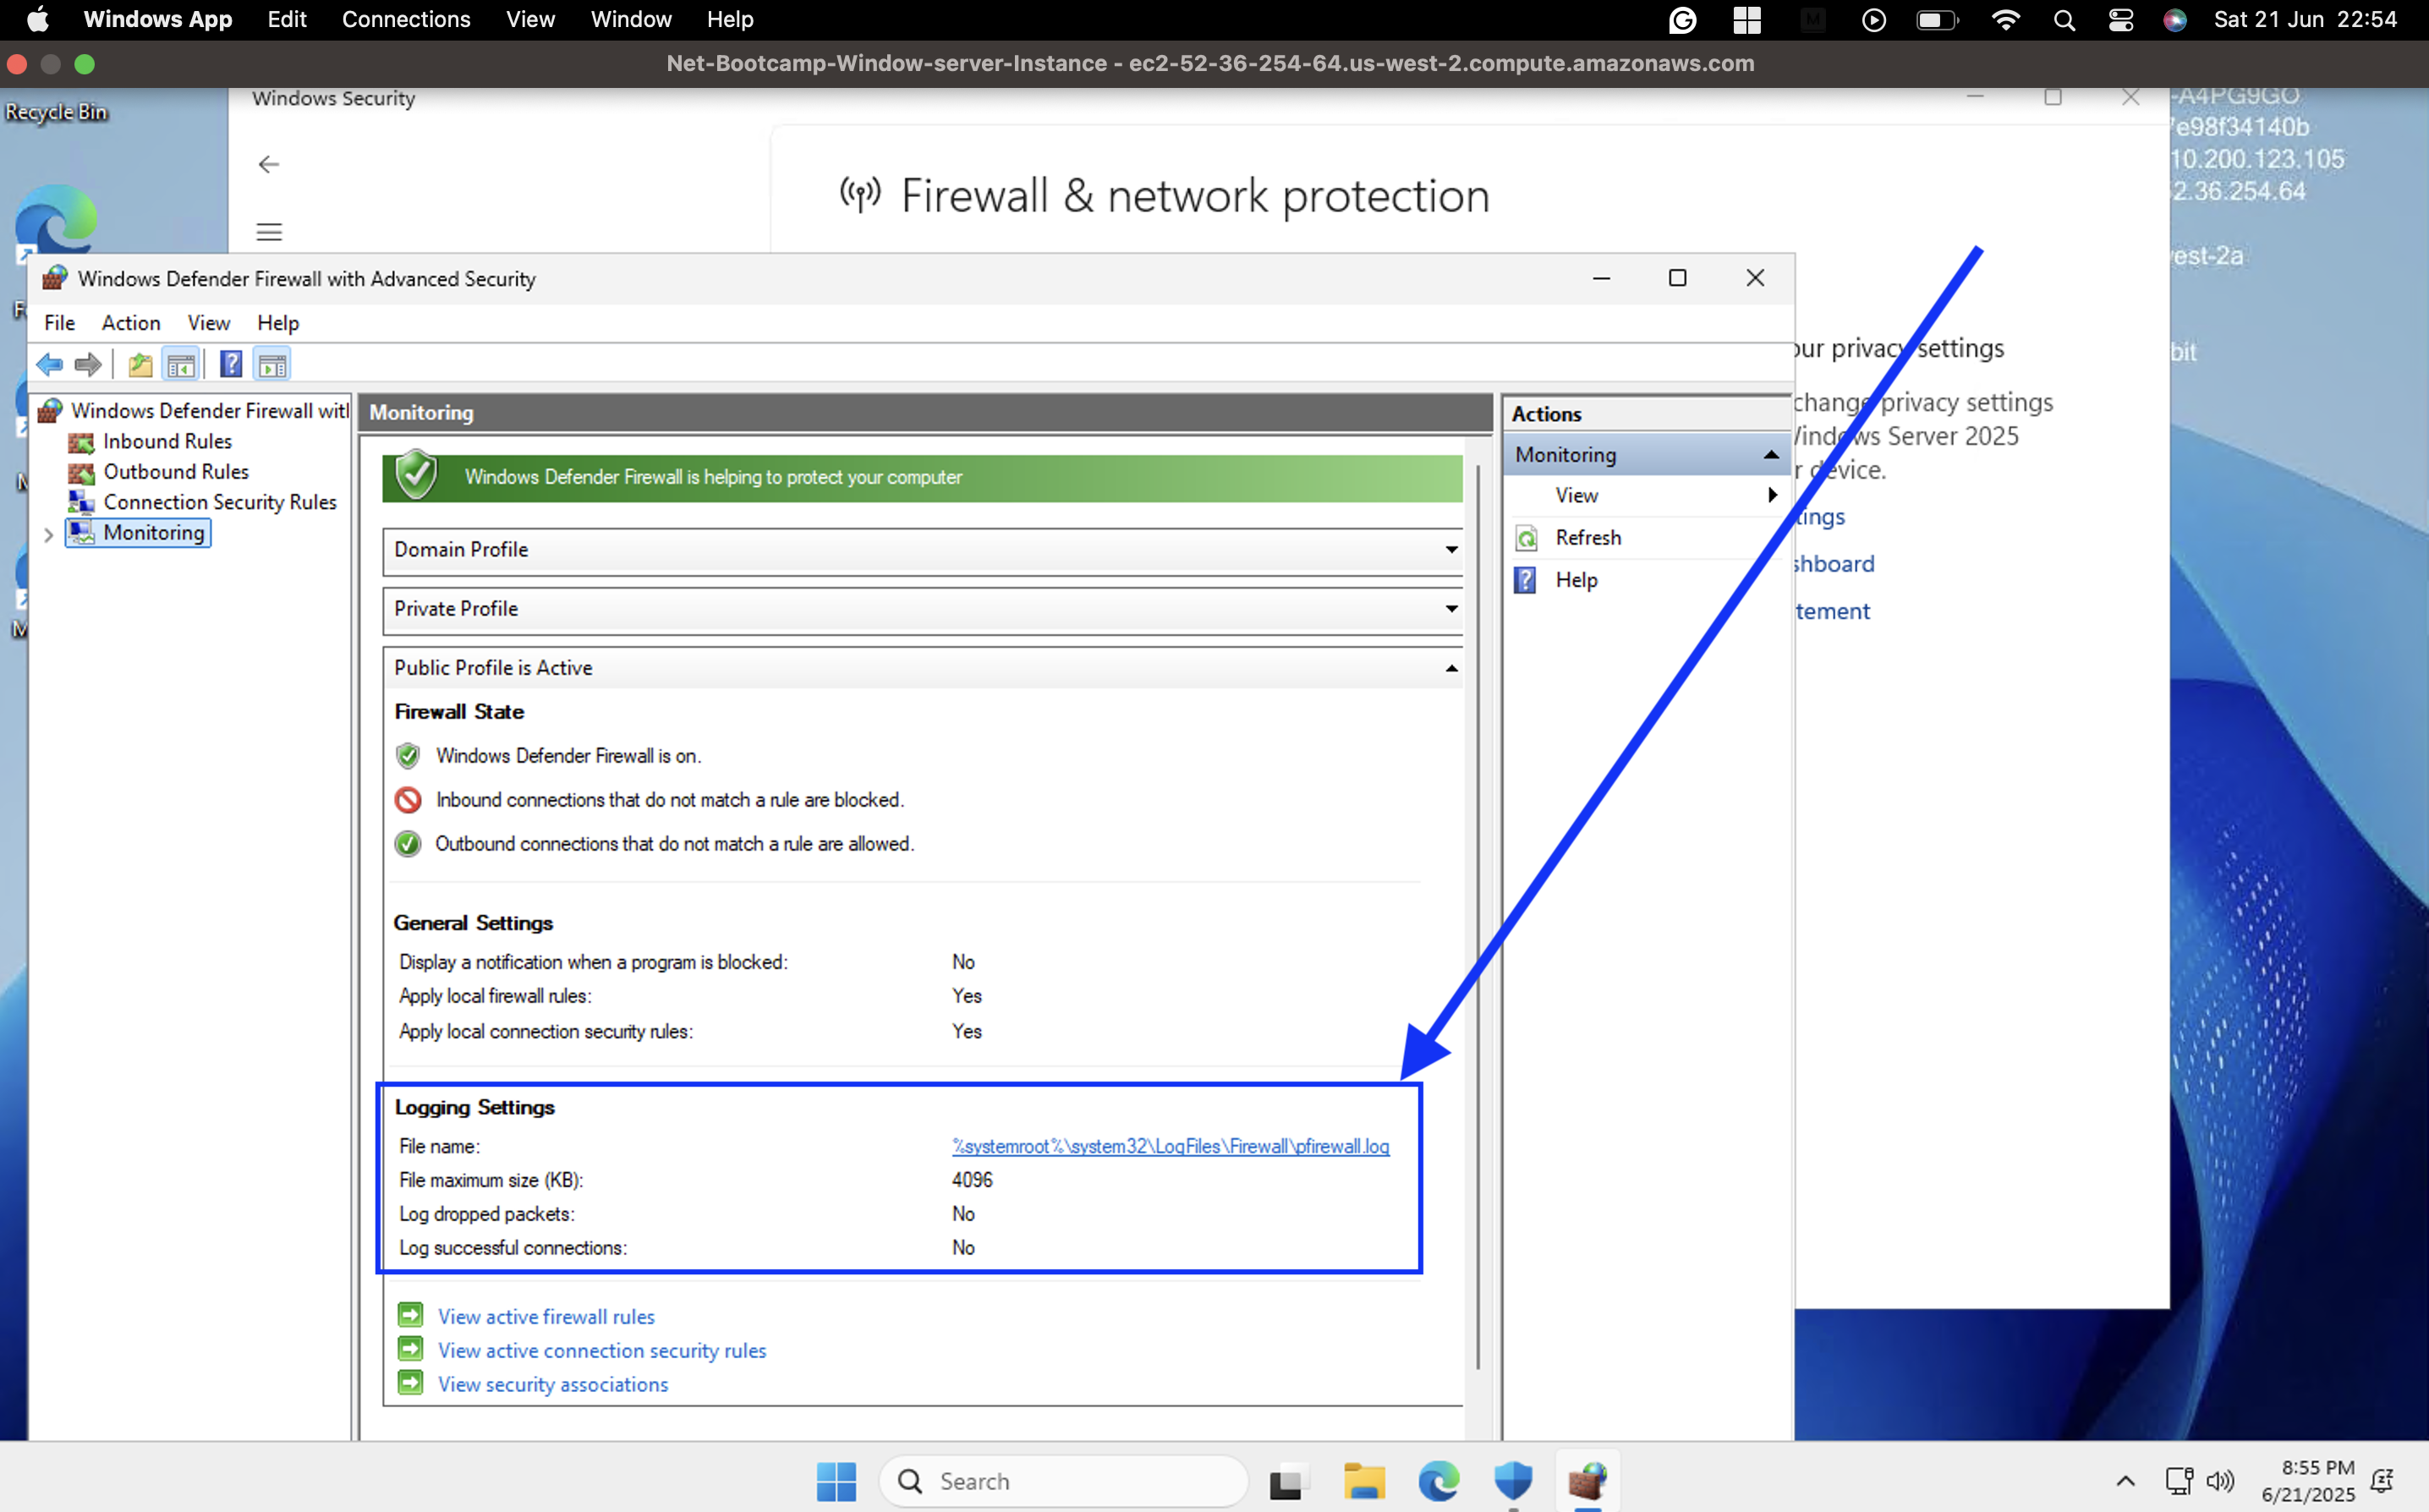 Windows App Edit Connections View Window Help Sat 21 Jun 22:54
Net-Bootcamp-Window-server-Instance - ec2-52-36-254-64.us-west-2.compute.amazonaws.com
Recycle Bin
Windows Security
-A4PG9GO
7e98f34140b
10.200.123.105
2.36.254.64
Firewall & network protection
est-2a
Windows Defender Firewall with Advanced Security
File Action View Help
our privacy settings
bit
change privacy settings
Windows Server 2025
r device.
tings
shboard
tement
Windows Defender Firewall with
Inbound Rules
Outbound Rules
Connection Security Rules
Monitoring
Monitoring
Windows Defender Firewall is helping to protect your computer
Domain Profile
Private Profile
Public Profile is Active
Firewall State
Windows Defender Firewall is on.
Inbound connections that do not match a rule are blocked.
Outbound connections that do not match a rule are allowed.
General Settings
Display a notification when a program is blocked: No
Apply local firewall rules: Yes
Apply local connection security rules: Yes
Logging Settings
File name: %systemroot%\system32\LogFiles\Firewall\pfirewall.log
File maximum size (KB): 4096
Log dropped packets: No
Log successful connections: No
View active firewall rules
View active connection security rules
View security associations
Actions
Monitoring
View
Refresh
Help
Search
8:55 PM
6/21/2025